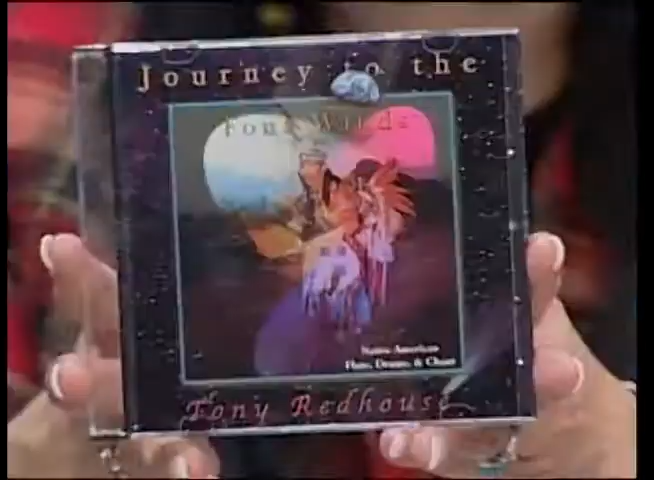 Journey to the
Four Winds
Native American
Flute, Drums, & Chant
Tony Redhouse